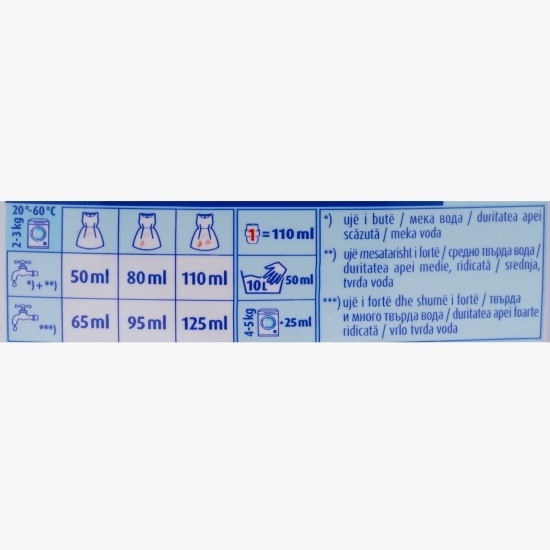 20°-60°C
2-3 kg
*)+**)
50 ml 80 ml 110 ml
***)
65 ml 95 ml 125 ml
1 = 110 ml
10 L 50 ml
4-5 kg +25 ml
*) ujë i butë / мека вода / duritatea apei
scăzută / meka voda
**) ujë mesatarisht i fortë / средно твърда вода /
duritatea apei medie, ridicată / srednja,
tvrda voda
***) ujë i fortë dhe shumë i fortë / твърда
и много твърда вода / duritatea apei foarte
ridicată / vrlo tvrda voda